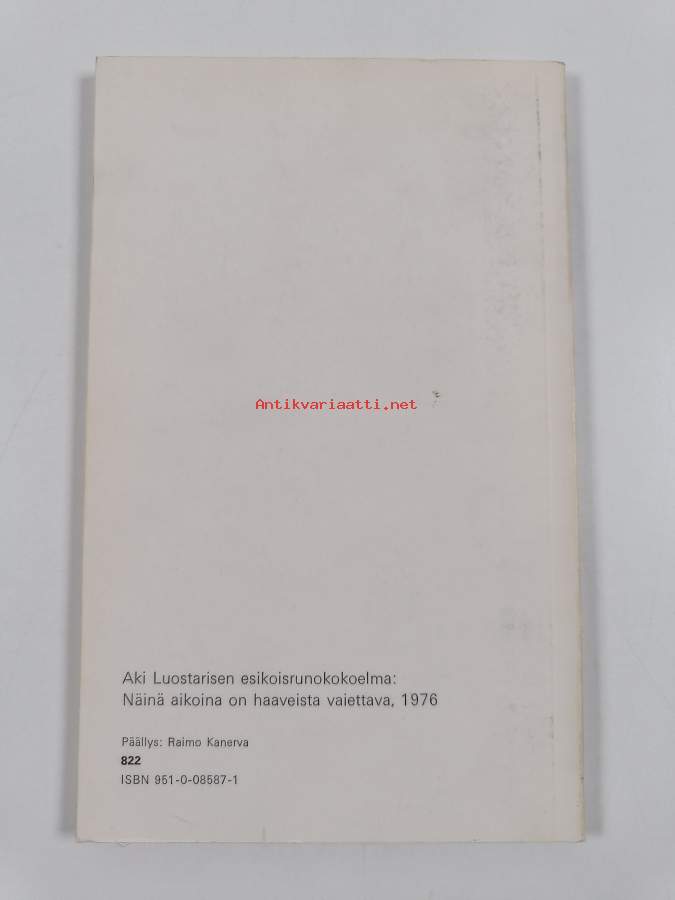 Antikvariaatti.net
Aki Luostarisen esikoisrunokokoelma:
Näinä aikoina on haaveista vaiettava, 1976
Päällys: Raimo Kanerva
822
ISBN 951-0-08587-1